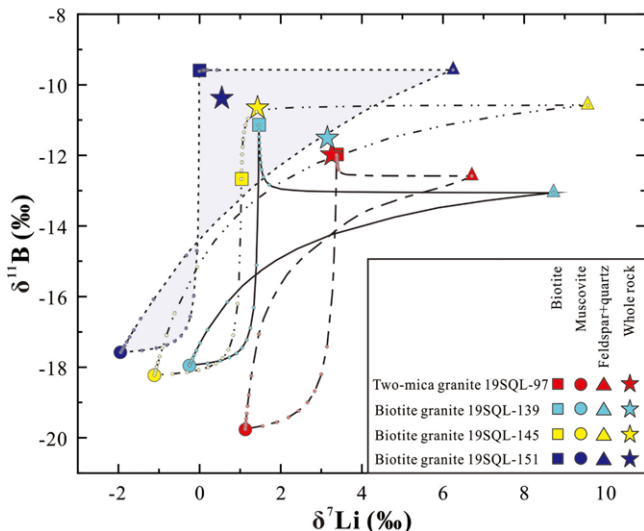 -8
-10
-12
-14
-16
-18
-20
δ¹¹B (‰)
-2 0 2 4 6 8 10
δ⁷Li (‰)
Biotite
Muscovite
Feldspar+quartz
Whole rock
Two-mica granite 19SQL-97
Biotite granite 19SQL-139
Biotite granite 19SQL-145
Biotite granite 19SQL-151